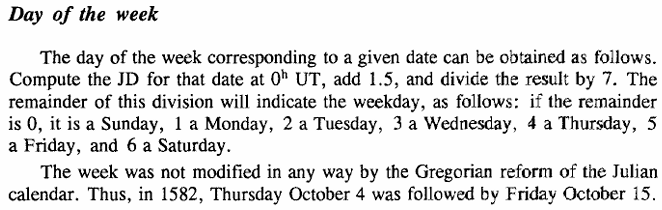 Day of the week
The day of the week corresponding to a given date can be obtained as follows.
Compute the JD for that date at 0ʰ UT, add 1.5, and divide the result by 7. The
remainder of this division will indicate the weekday, as follows: if the remainder
is 0, it is a Sunday, 1 a Monday, 2 a Tuesday, 3 a Wednesday, 4 a Thursday, 5
a Friday, and 6 a Saturday.
The week was not modified in any way by the Gregorian reform of the Julian
calendar. Thus, in 1582, Thursday October 4 was followed by Friday October 15.